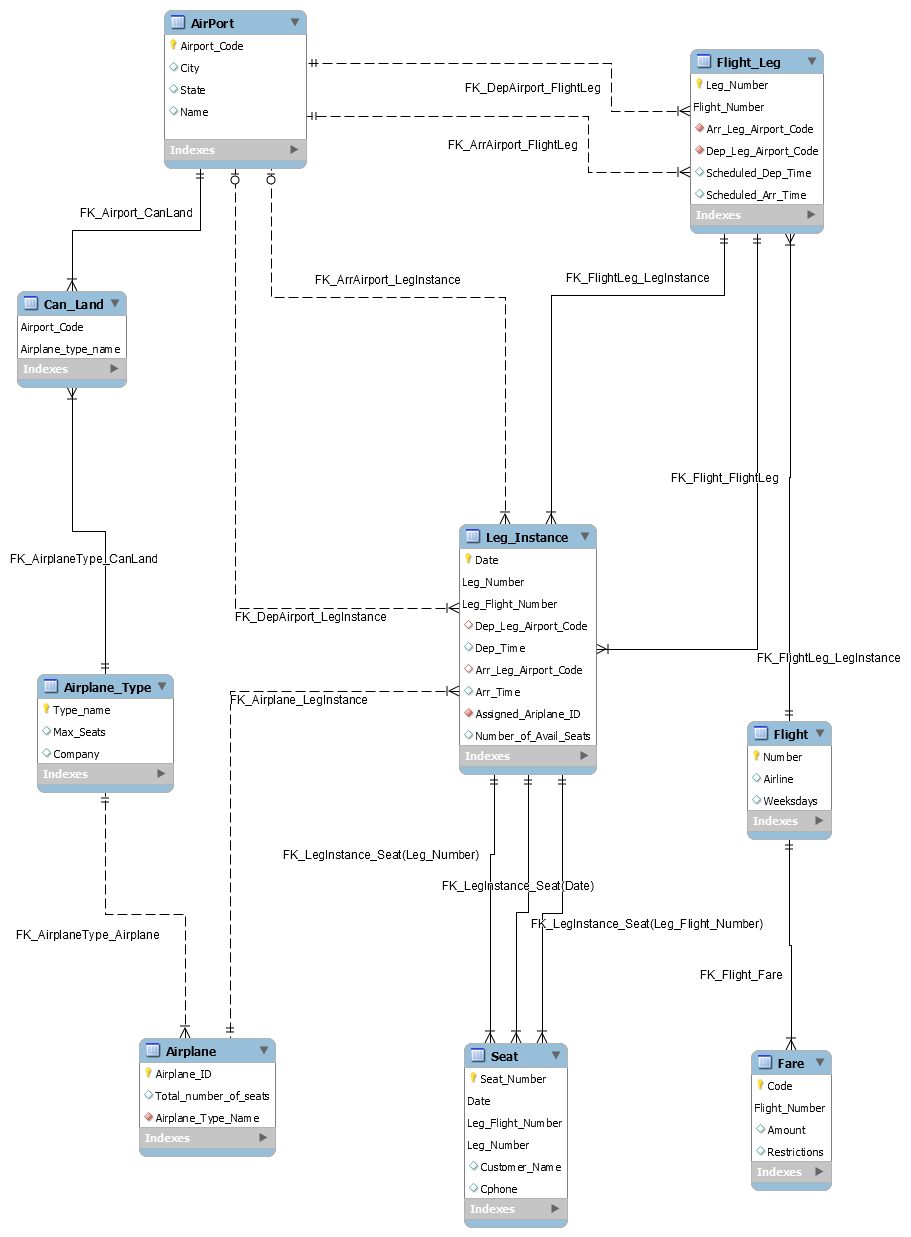 AirPort
Airport_Code
City
State
Name
Indexes
Flight_Leg
Leg_Number
Flight_Number
Arr_Leg_Airport_Code
Dep_Leg_Airport_Code
Scheduled_Dep_Time
Scheduled_Arr_Time
Indexes
FK_DepAirport_FlightLeg
FK_ArrAirport_FlightLeg
FK_Airport_CanLand
FK_ArrAirport_LegInstance
FK_FlightLeg_LegInstance
Can_Land
Airport_Code
Airplane_type_name
Indexes
FK_Flight_FlightLeg
FK_AirplaneType_CanLand
Leg_Instance
Date
Leg_Number
Leg_Flight_Number
Dep_Leg_Airport_Code
Dep_Time
Arr_Leg_Airport_Code
Arr_Time
Assigned_Ariplane_ID
Number_of_Avail_Seats
Indexes
FK_DepAirport_LegInstance
FK_FlightLeg_LegInstance
FK_Airplane_LegInstance
Airplane_Type
Type_name
Max_Seats
Company
Indexes
Flight
Number
Airline
Weeksdays
Indexes
FK_LegInstance_Seat(Leg_Number)
FK_LegInstance_Seat(Date)
FK_LegInstance_Seat(Leg_Flight_Number)
FK_AirplaneType_Airplane
FK_Flight_Fare
Airplane
Airplane_ID
Total_number_of_seats
Airplane_Type_Name
Indexes
Seat
Seat_Number
Date
Leg_Flight_Number
Leg_Number
Customer_Name
Cphone
Indexes
Fare
Code
Flight_Number
Amount
Restrictions
Indexes